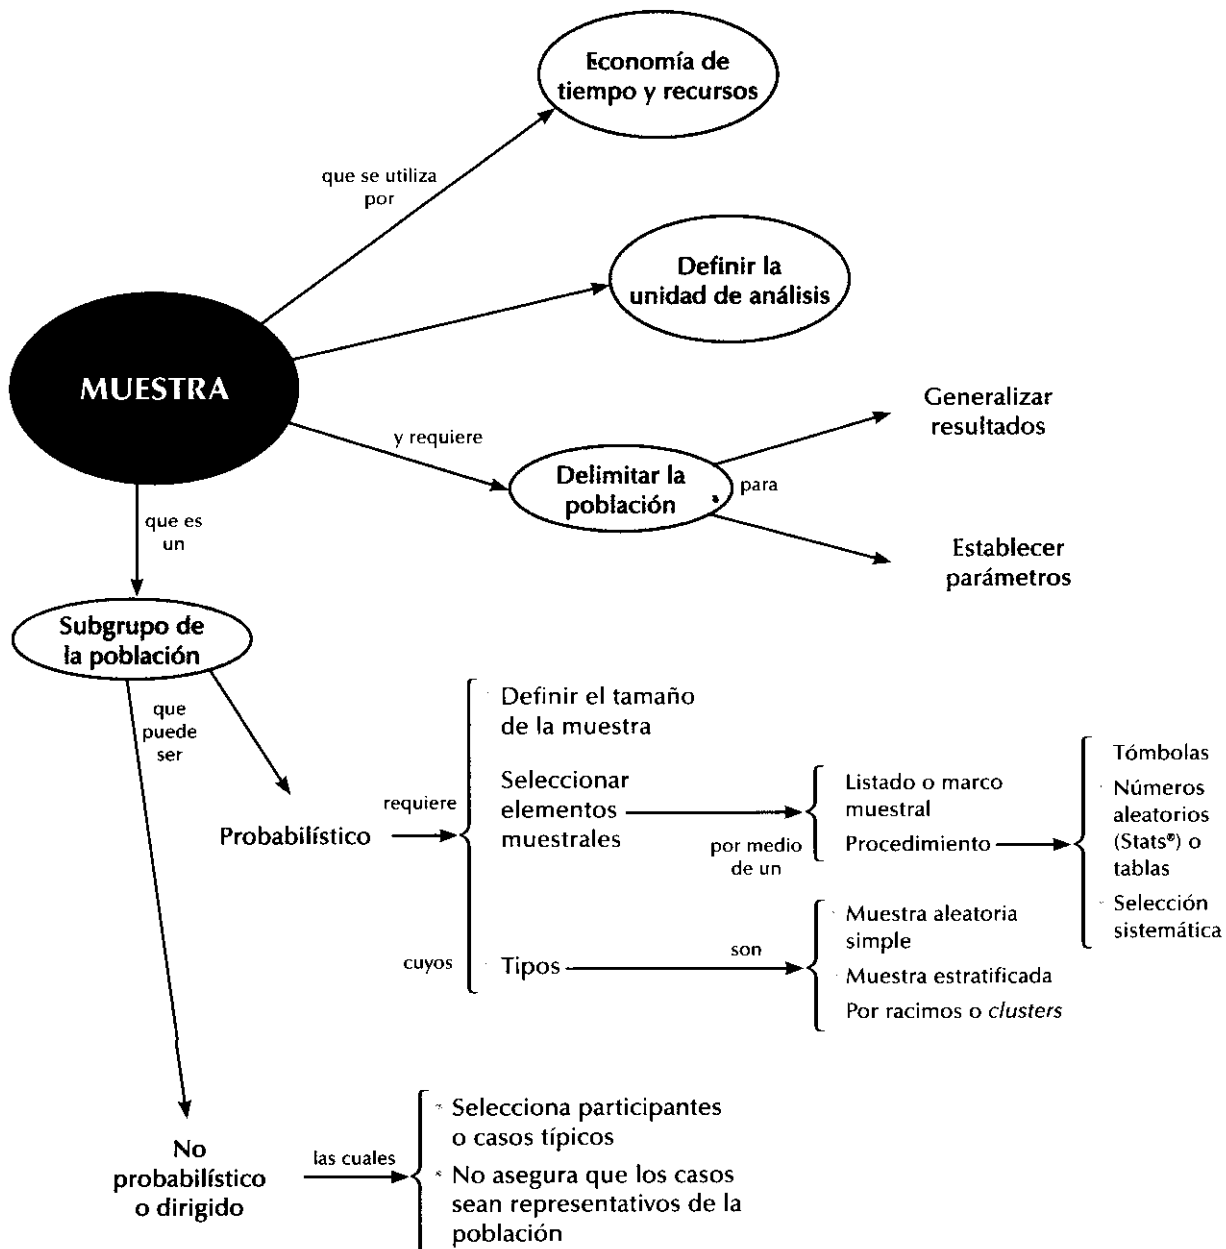 Economía de
tiempo y recursos
que se utiliza
por
Definir la
unidad de análisis
MUESTRA
y requiere
Delimitar la
población
para
Generalizar
resultados
Establecer
parámetros
que es
un
Subgrupo de
la población
que
puede
ser
Probabilístico
requiere
Definir el tamaño
de la muestra
Seleccionar
elementos
muestrales
por medio
de un
Listado o marco
muestral
Procedimiento
Tómbolas
Números
aleatorios
(Stats®) o
tablas
Selección
sistemática
cuyos
Tipos
son
Muestra aleatoria
simple
Muestra estratificada
Por racimos o clusters
No
probabilístico
o dirigido
las cuales
Selecciona participantes
o casos típicos
No asegura que los casos
sean representativos de la
población